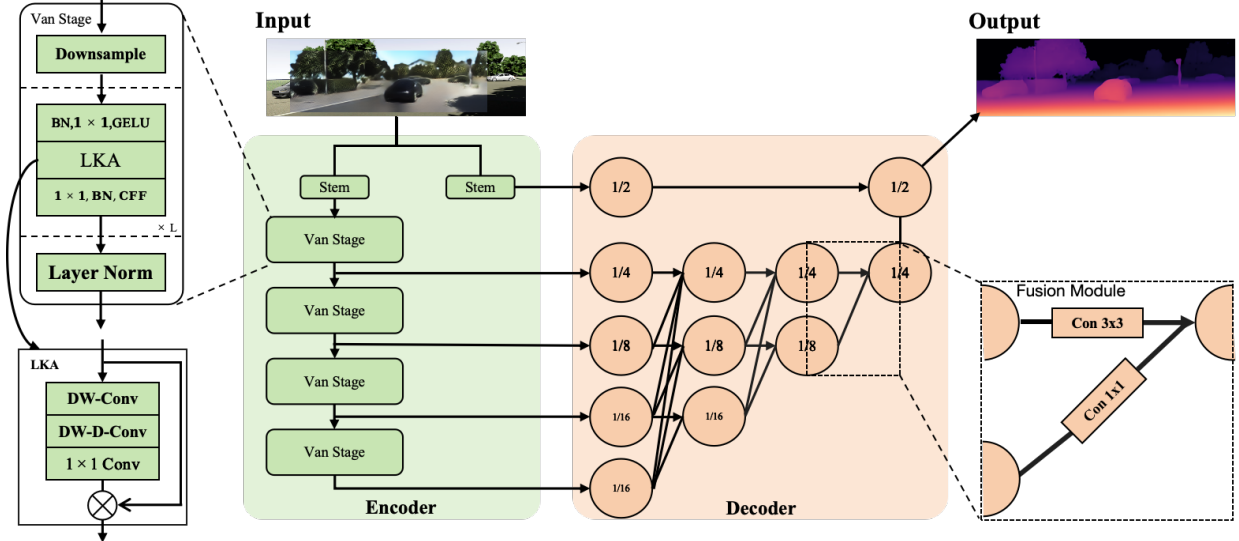 Van Stage
Downsample
BN,1 × 1,GELU
LKA
1 × 1, BN, CFF
× L
Layer Norm
LKA
DW-Conv
DW-D-Conv
1 × 1 Conv
Input
Stem
Stem
Van Stage
Van Stage
Van Stage
Van Stage
Encoder
1/2
1/2
1/4
1/4
1/4
1/4
1/8
1/8
1/8
1/16
1/16
1/16
Decoder
Output
Fusion Module
Con 3x3
Con 1x1